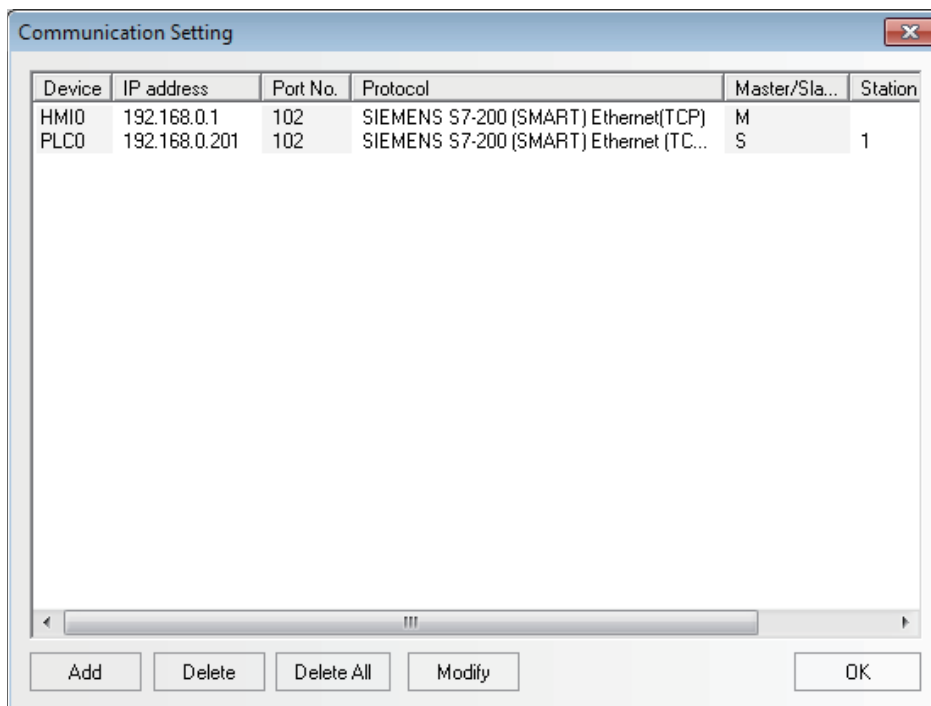 Communication Setting
Device IP address Port No. Protocol Master/Sla... Station
HMI0 192.168.0.1 102 SIEMENS S7-200 (SMART) Ethernet(TCP) M
PLC0 192.168.0.201 102 SIEMENS S7-200 (SMART) Ethernet (TC... S 1
Add Delete Delete All Modify OK